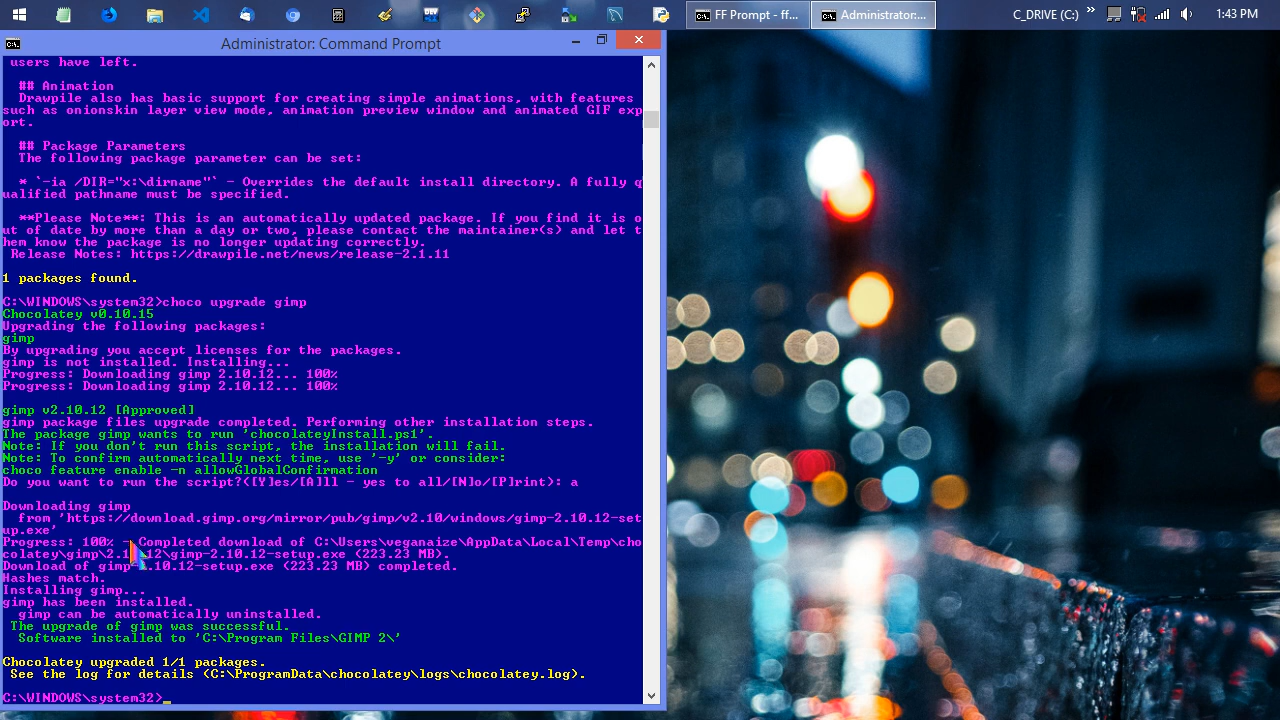 FF Prompt - ff...
Administrator:...
C_DRIVE (C:)
»
1:43 PM
Administrator: Command Prompt
users have left.
## Animation
Drawpile also has basic support for creating simple animations, with features
such as onionskin layer view mode, animation preview window and animated GIF exp
ort.
## Package Parameters
The following package parameter can be set:
* `-ia /DIR="x:\dirname"` - Overrides the default install directory. A fully q
ualified pathname must be specified.
**Please Note**: This is an automatically updated package. If you find it is o
ut of date by more than a day or two, please contact the maintainer(s) and let t
hem know the package is no longer updating correctly.
Release Notes: https://drawpile.net/news/release-2.1.11
1 packages found.
C:\WINDOWS\system32>choco upgrade gimp
Chocolatey v0.10.15
Upgrading the following packages:
gimp
By upgrading you accept licenses for the packages.
gimp is not installed. Installing...
Progress: Downloading gimp 2.10.12... 100%
Progress: Downloading gimp 2.10.12... 100%
gimp v2.10.12 [Approved]
gimp package files upgrade completed. Performing other installation steps.
The package gimp wants to run 'chocolateyInstall.ps1'.
Note: If you don't run this script, the installation will fail.
Note: To confirm automatically next time, use '-y' or consider:
choco feature enable -n allowGlobalConfirmation
Do you want to run the script?([Y]es/[A]ll - yes to all/[N]o/[P]rint): a
Downloading gimp
from 'https://download.gimp.org/mirror/pub/gimp/v2.10/windows/gimp-2.10.12-set
up.exe'
Progress: 100% - Completed download of C:\Users\veganaize\AppData\Local\Temp\cho
colatey\gimp\2.10.12\gimp-2.10.12-setup.exe (223.23 MB).
Download of gimp-2.10.12-setup.exe (223.23 MB) completed.
Hashes match.
Installing gimp...
gimp has been installed.
gimp can be automatically uninstalled.
The upgrade of gimp was successful.
Software installed to 'C:\Program Files\GIMP 2\'
Chocolatey upgraded 1/1 packages.
See the log for details (C:\ProgramData\chocolatey\logs\chocolatey.log).
C:\WINDOWS\system32>_